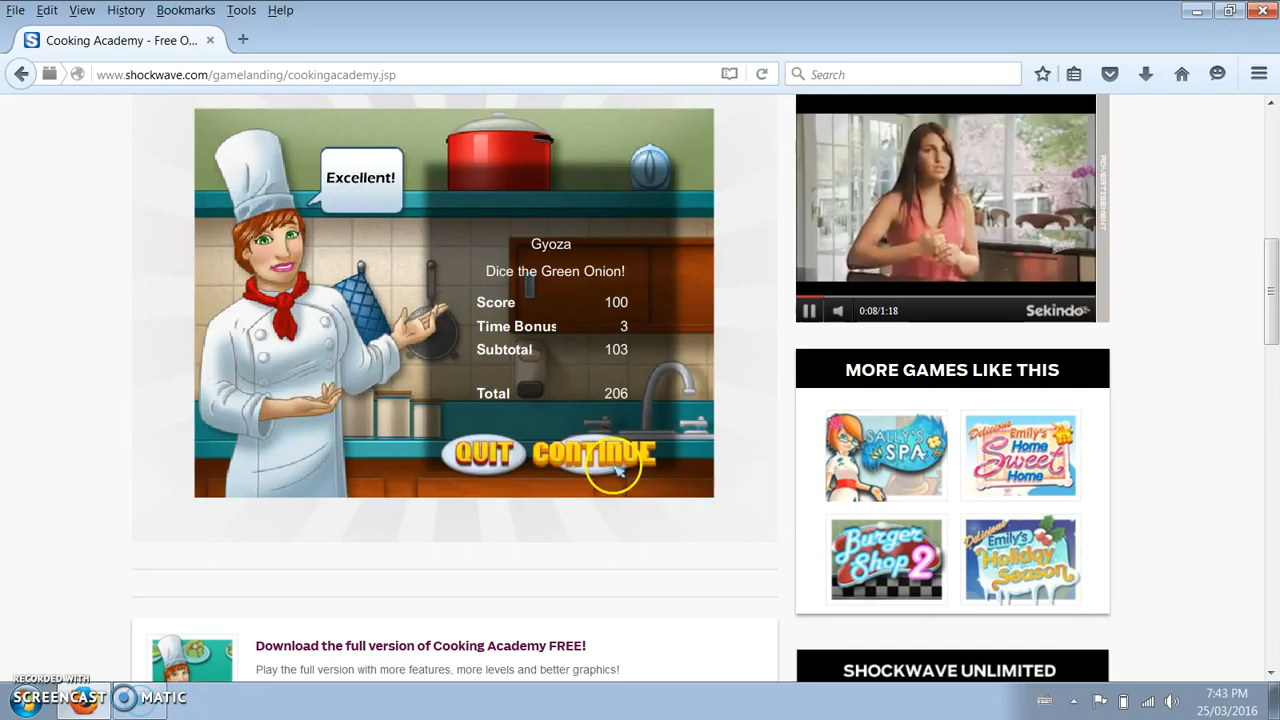 File Edit View History Bookmarks Tools Help
S Cooking Academy - Free O... × +
www.shockwave.com/gamelanding/cookingacademy.jsp
Search
Excellent!
Gyoza
Dice the Green Onion!
Score 100
Time Bonus 3
Subtotal 103
Total 206
QUIT CONTINUE
ADVERTISEMENT
0:08/1:18
Sekindo
MORE GAMES LIKE THIS
SALLY'S SPA
Delicious Emily's Home Sweet Home
Burger Shop 2
Delicious Emily's Holiday Season
Download the full version of Cooking Academy FREE!
Play the full version with more features, more levels and better graphics!
SHOCKWAVE UNLIMITED
RECORDED WITH
SCREENCAST MATIC
7:43 PM
25/03/2016